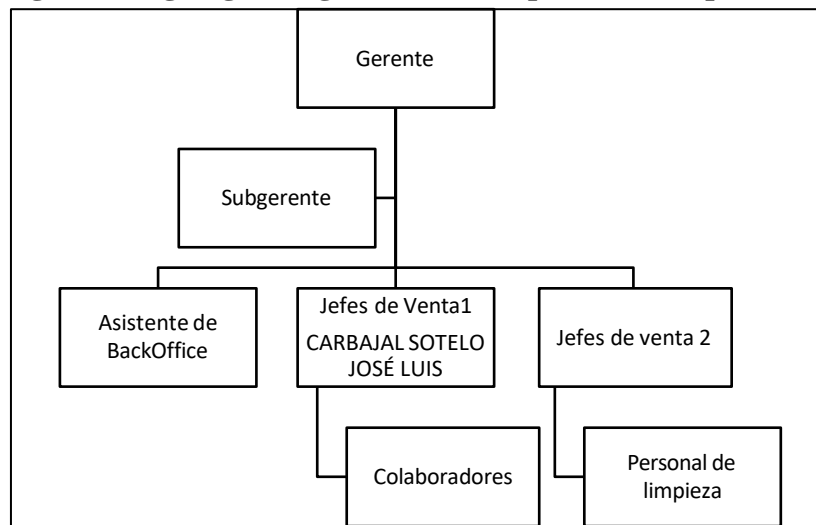 Gerente
Subgerente
Asistente de
BackOffice
Jefes de Venta1
CARBAJAL SOTELO
JOSÉ LUIS
Jefes de venta 2
Colaboradores
Personal de
limpieza